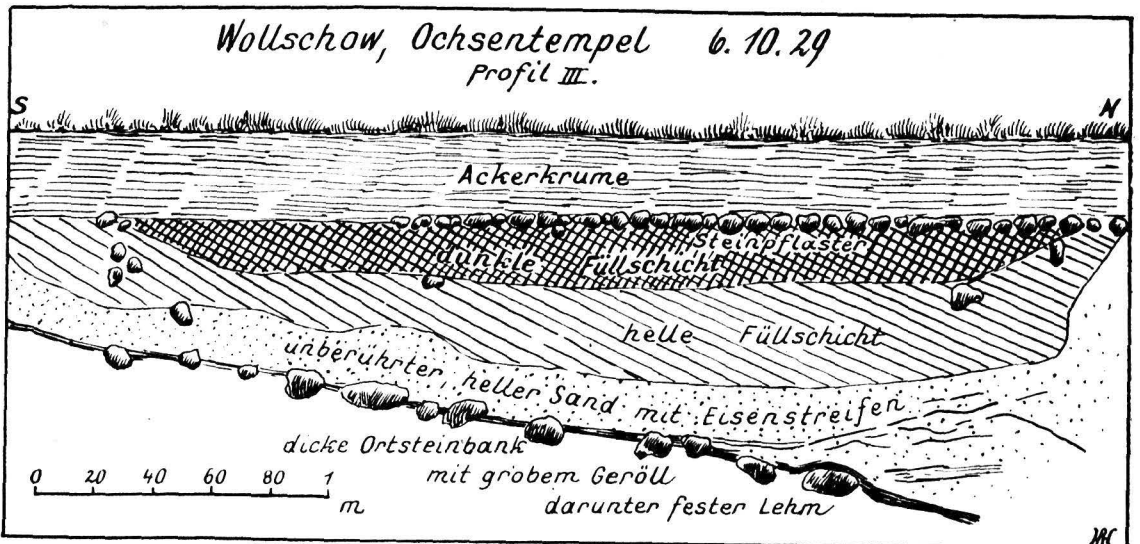 Wollschow, Ochsentempel 6.10.29
Profil III.
S N
Ackerkrume
Steinpflaster
dunkle Füllschicht
helle Füllschicht
unberührter, heller Sand mit Eisenstreifen
dicke Ortsteinbank
mit grobem Geröll
darunter fester Lehm
0 20 40 60 80 1
m